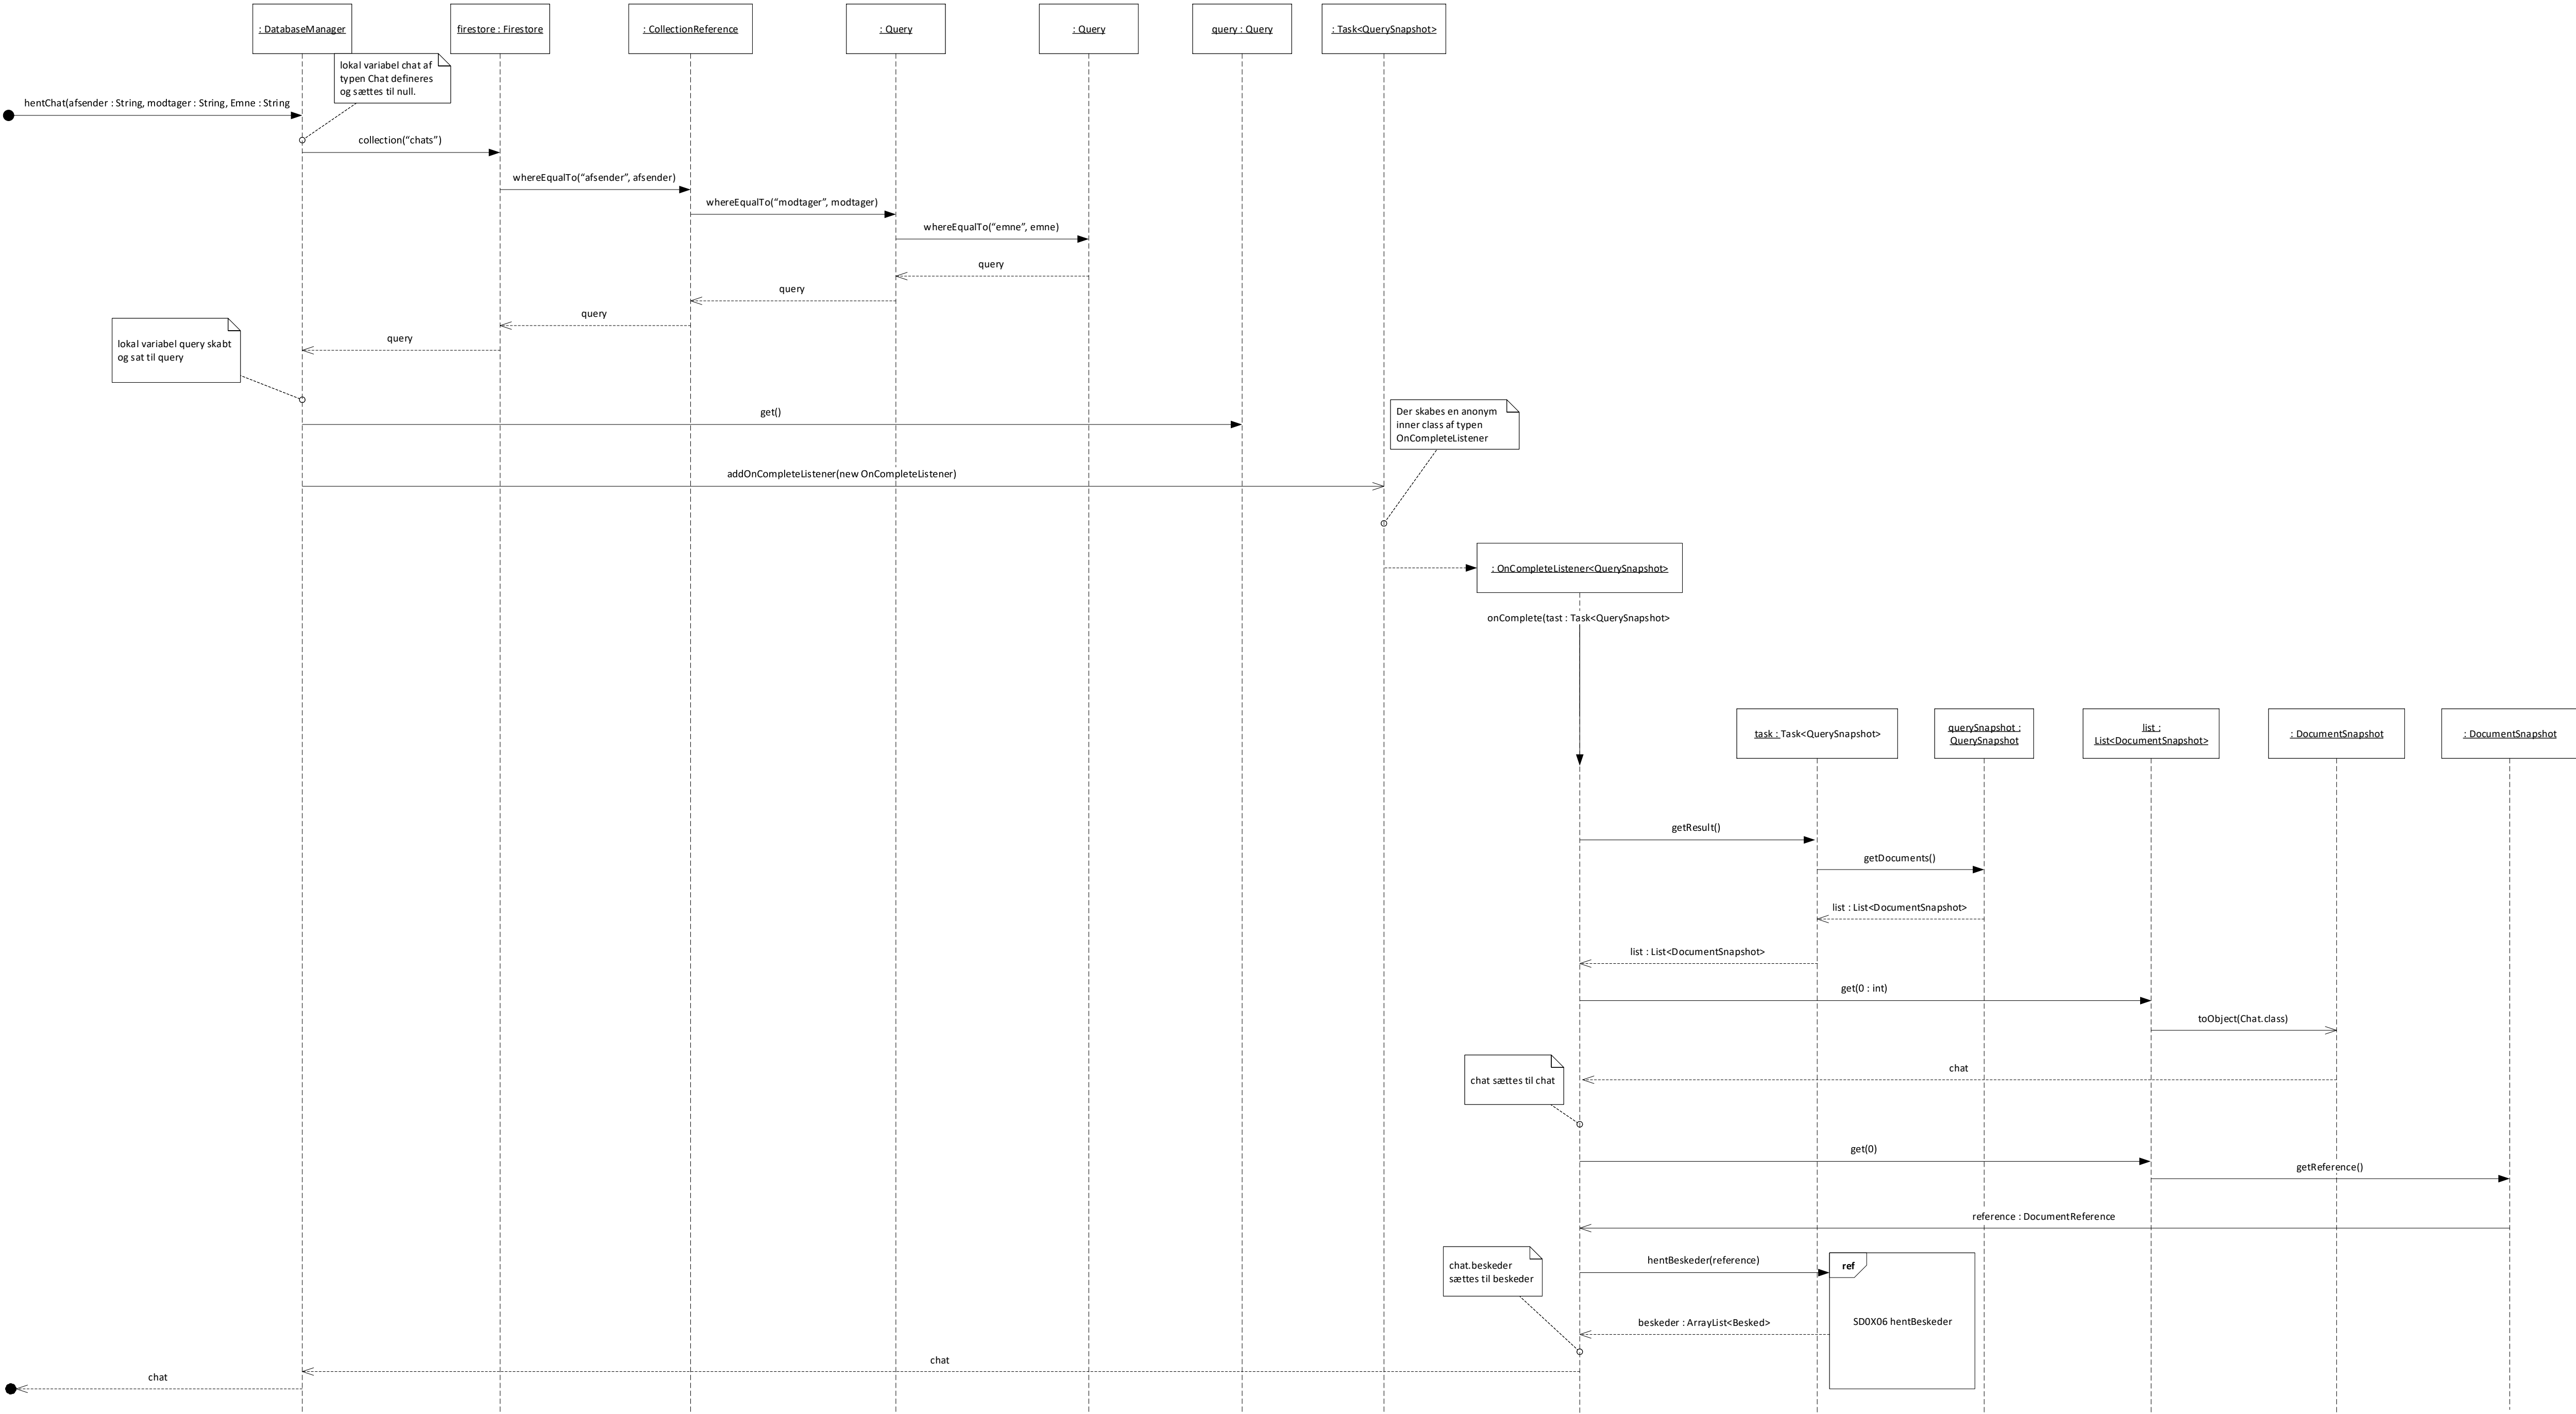 : DatabaseManager
firestore : Firestore
: CollectionReference
: Query
: Query
query : Query
: Task<QuerySnapshot>
lokal variabel chat af
typen Chat defineres
og sættes til null.
hentChat(afsender : String, modtager : String, Emne : String
collection(“chats”)
whereEqualTo(“afsender”, afsender)
whereEqualTo(“modtager”, modtager)
whereEqualTo(“emne”, emne)
query
query
query
query
lokal variabel query skabt
og sat til query
get()
Der skabes en anonym
inner class af typen
OnCompleteListener
addOnCompleteListener(new OnCompleteListener)
: OnCompleteListener<QuerySnapshot>
onComplete(tast : Task<QuerySnapshot>
task : Task<QuerySnapshot>
querySnapshot :
QuerySnapshot
list :
List<DocumentSnapshot>
: DocumentSnapshot
: DocumentSnapshot
getResult()
getDocuments()
list : List<DocumentSnapshot>
list : List<DocumentSnapshot>
get(0 : int)
toObject(Chat.class)
chat
chat sættes til chat
get(0)
getReference()
reference : DocumentReference
chat.beskeder
sættes til beskeder
hentBeskeder(reference)
ref
SD0X06 hentBeskeder
beskeder : ArrayList<Besked>
chat
chat